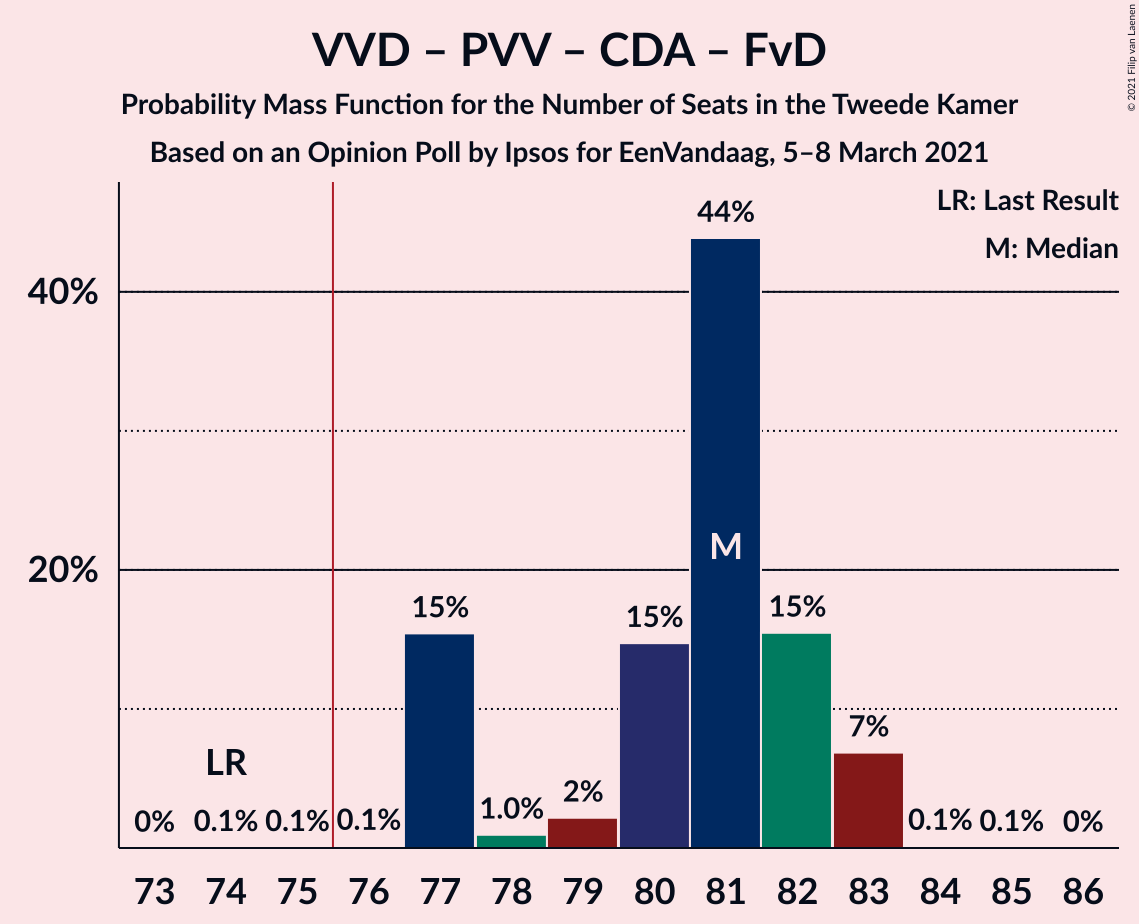 VVD – PVV – CDA – FvD
Probability Mass Function for the Number of Seats in the Tweede Kamer
Based on an Opinion Poll by Ipsos for EenVandaag, 5–8 March 2021
© 2021 Filip van Laenen
LR: Last Result
M: Median
44%
40%
M
20%
15%
15%
15%
7%
LR
2%
1.0%
0%
0.1%
0.1%
0.1%
0.1%
0.1%
0%
73 74 75 76 77 78 79 80 81 82 83 84 85 86